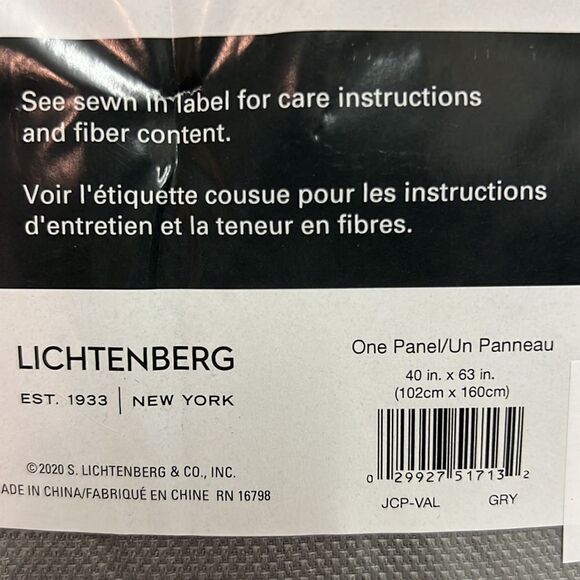 See sewn in label for care instructions
and fiber content.
Voir l'étiquette cousue pour les instructions
d'entretien et la teneur en fibres.
LICHTENBERG
EST. 1933 | NEW YORK
©2020 S. LICHTENBERG & CO., INC.
ADE IN CHINA/FABRIQUÉ EN CHINE RN 16798
One Panel/Un Panneau
40 in. x 63 in.
(102cm x 160cm)
0 29927 51713 2
JCP-VAL GRY